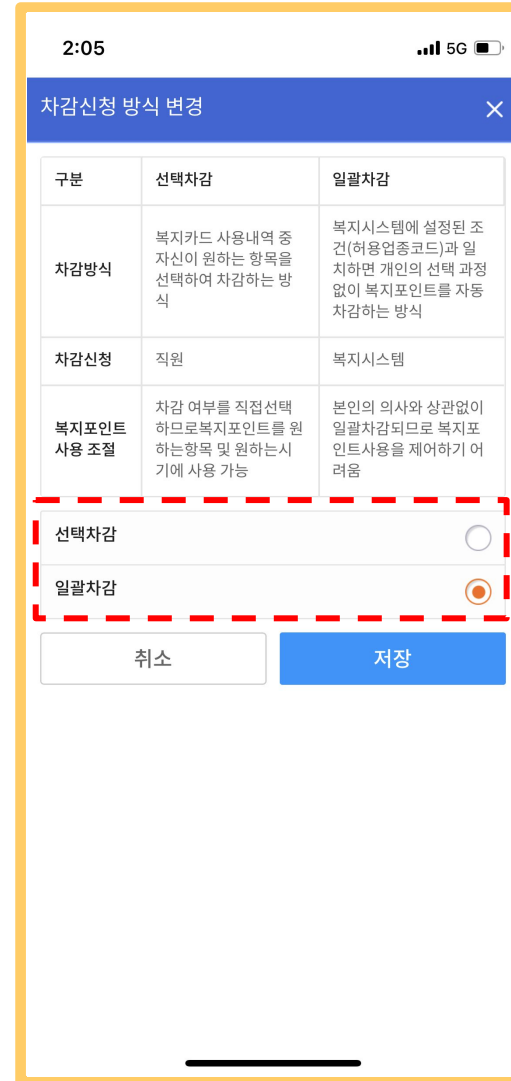 2:05
5G
차감신청 방식 변경
구분
선택차감
일괄차감
차감방식
복지카드 사용내역 중
자신이 원하는 항목을
선택하여 차감하는 방
식
복지시스템에 설정된 조
건(허용업종코드)과 일
치하면 개인의 선택 과정
없이 복지포인트를 자동
차감하는 방식
차감신청
직원
복지시스템
복지포인트
사용 조절
차감 여부를 직접선택
하므로복지포인트를 원
하는항목 및 원하는시
기에 사용 가능
본인의 의사와 상관없이
일괄차감되므로 복지포
인트사용을 제어하기 어
려움
선택차감
일괄차감
취소
저장